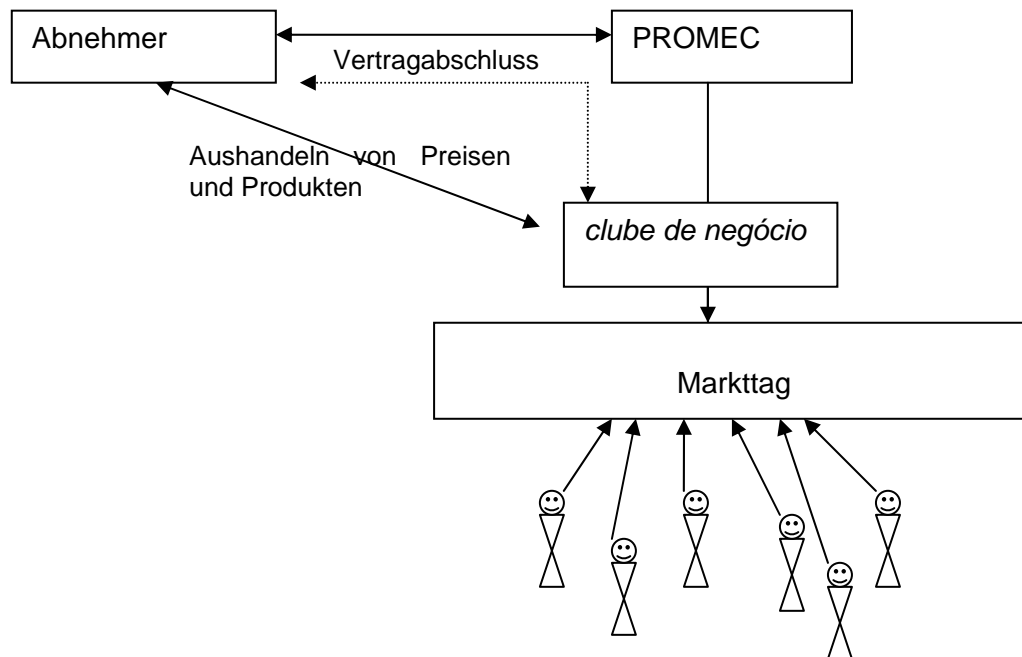 Abnehmer
PROMEC
Vertragabschluss
Aushandeln von Preisen
und Produkten
clube de negócio
Markttag